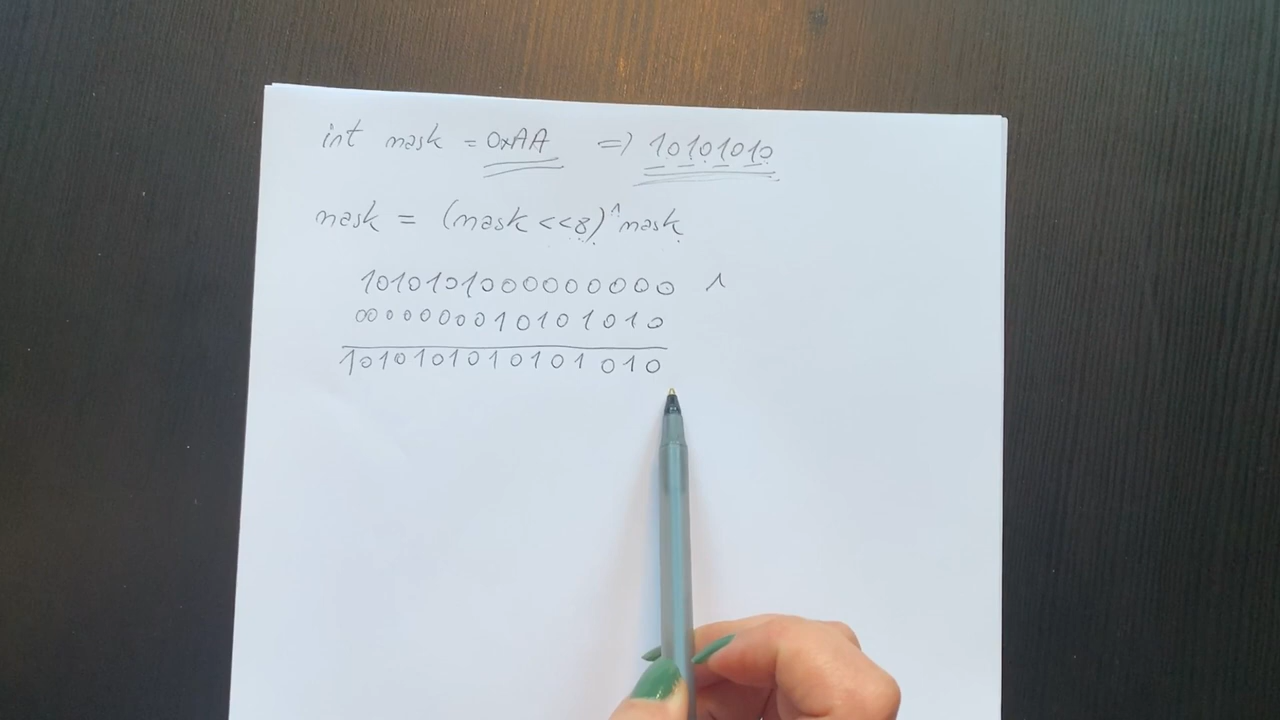 int mask = 0xAA => 10101010
mask = (mask <<8)^mask
1010101000000000 ^
0000000010101010
1010101010101010